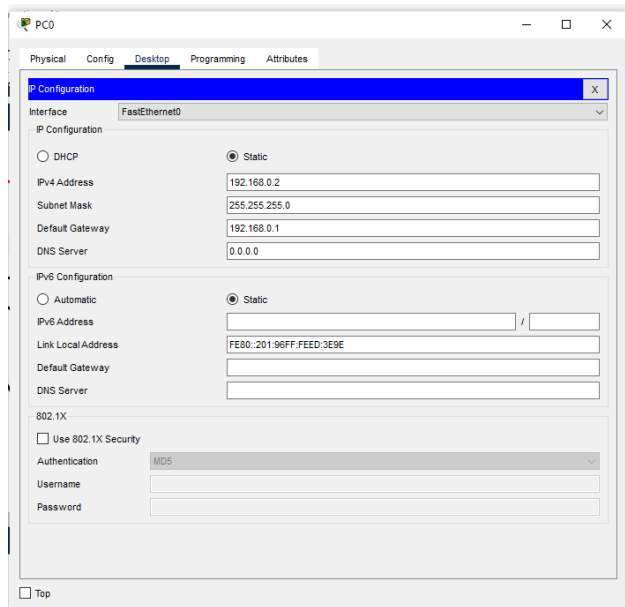 PC0
Physical Config Desktop Programming Attributes
IP Configuration X
Interface FastEthernet0
IP Configuration
DHCP Static
IPv4 Address 192.168.0.2
Subnet Mask 255.255.255.0
Default Gateway 192.168.0.1
DNS Server 0.0.0.0
IPv6 Configuration
Automatic Static
IPv6 Address /
Link Local Address FE80::201:96FF:FEED:3E9E
Default Gateway
DNS Server
802.1X
Use 802.1X Security
Authentication MD5
Username
Password
Top